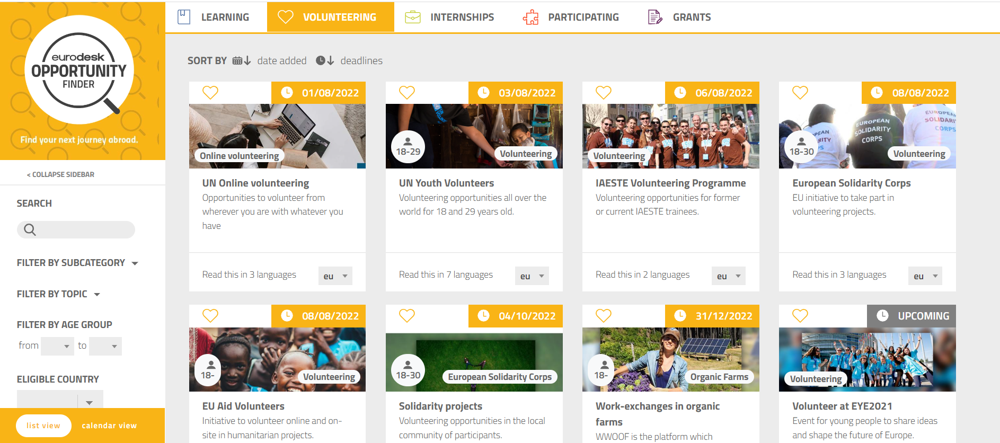 LEARNING
VOLUNTEERING
INTERNSHIPS
PARTICIPATING
GRANTS
eurodesk
OPPORTUNITY
FINDER
Find your next journey abroad.
< COLLAPSE SIDEBAR
SEARCH
FILTER BY SUBCATEGORY
FILTER BY TOPIC
FILTER BY AGE GROUP
from to
ELIGIBLE COUNTRY
list view calendar view
SORT BY date added deadlines
01/08/2022
Online volunteering
UN Online volunteering
Opportunities to volunteer from
wherever you are with whatever you
have
Read this in 3 languages eu
03/08/2022
18-29
Volunteering
UN Youth Volunteers
Volunteering opportunities all over the
world for 18 and 29 years old.
Read this in 7 languages eu
06/08/2022
Volunteering
IAESTE Volunteering Programme
Volunteering opportunities for former
or current IAESTE trainees.
Read this in 2 languages eu
08/08/2022
EUROPEAN
SOLIDARITY
CORPS
18-30
Volunteering
European Solidarity Corps
EU initiative to take part in
volunteering projects.
Read this in 3 languages eu
08/08/2022
18-
Volunteering
EU Aid Volunteers
Initiative to volunteer online and on-
site in humanitarian projects.
04/10/2022
18-30
European Solidarity Corps
Solidarity projects
Volunteering opportunities in the local
community of participants.
31/12/2022
18-
Organic Farms
Work-exchanges in organic
farms
WWOOF is the platform which
UPCOMING
Volunteering
Volunteer at EYE2021
Event for young people to share ideas
and shape the future of Europe.